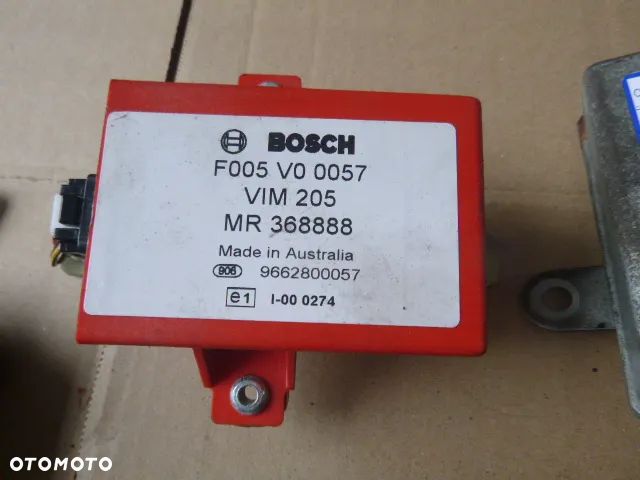 BOSCH
F005 V0 0057
VIM 205
MR 368888
Made in Australia
906 9662800057
e1 I-00 0274
OTOMOTO